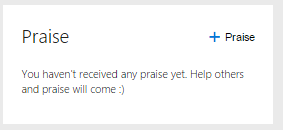 Praise + Praise
You haven't received any praise yet. Help others
and praise will come :)